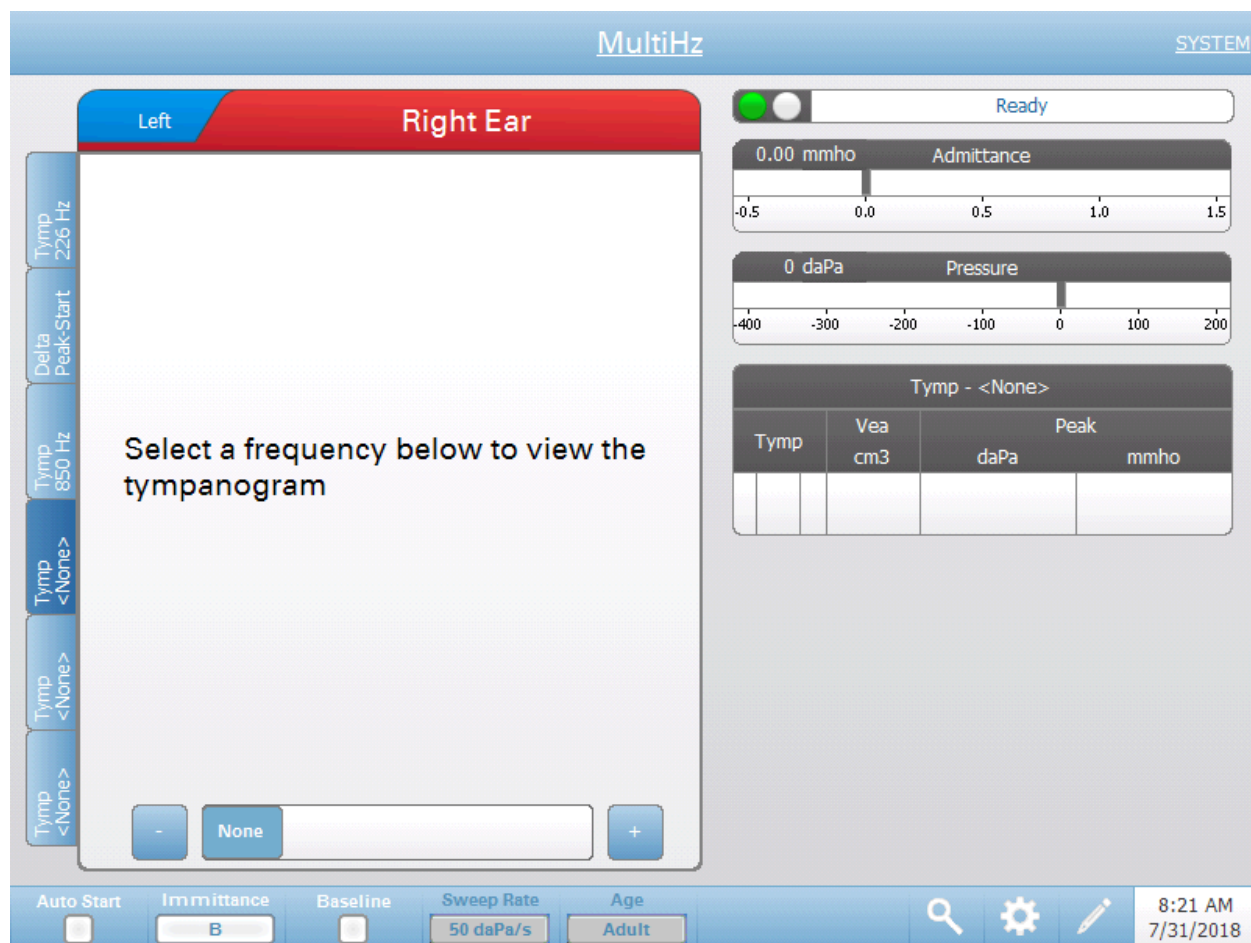 MultiHz
SYSTEM
Left
Right Ear
Ready
0.00 mmho Admittance
-0.5 0.0 0.5 1.0 1.5
0 daPa Pressure
-400 -300 -200 -100 0 100 200
Tymp - <None>
Tymp
Vea
cm3
Peak
daPa mmho
Tymp
226 Hz
Delta
Peak-Start
Tymp
850 Hz
Tymp
<None>
Tymp
<None>
Tymp
<None>
Select a frequency below to view the
tympanogram
- None +
Auto Start
Immittance
B
Baseline
Sweep Rate
50 daPa/s
Age
Adult
8:21 AM
7/31/2018